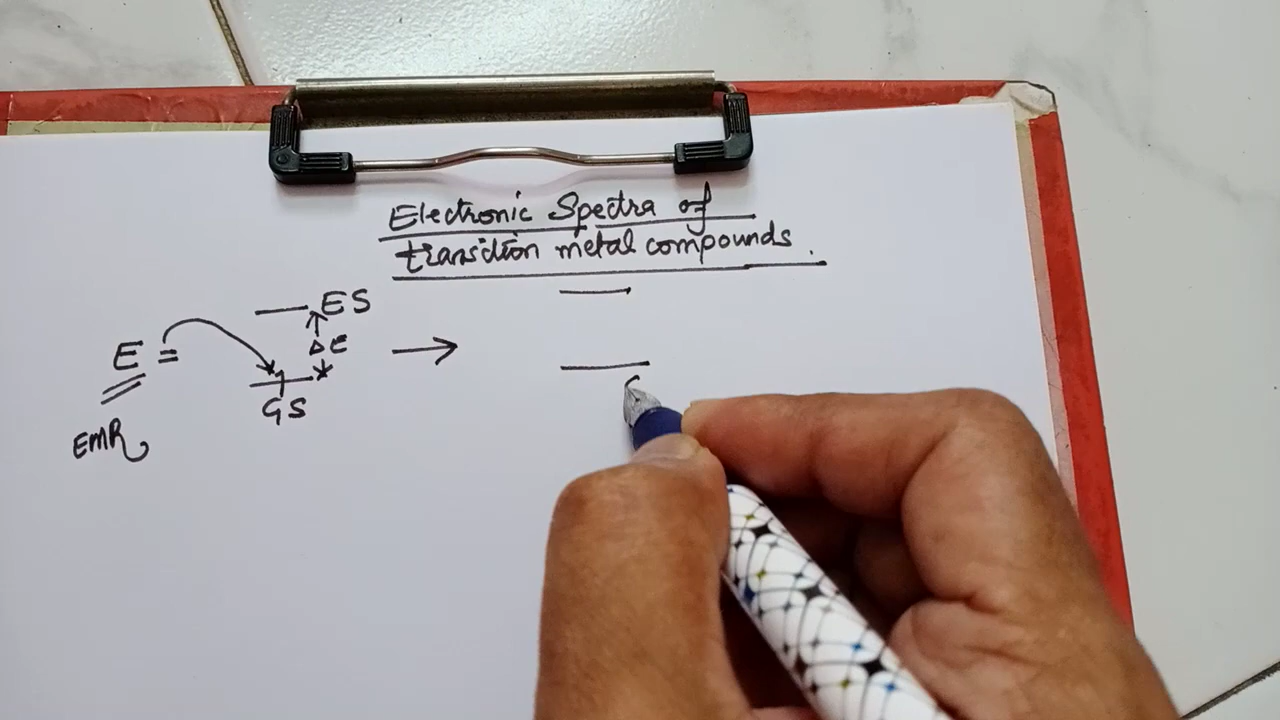 Electronic Spectra of
transition metal compounds.
ES
E =
ΔE
GS
EMR